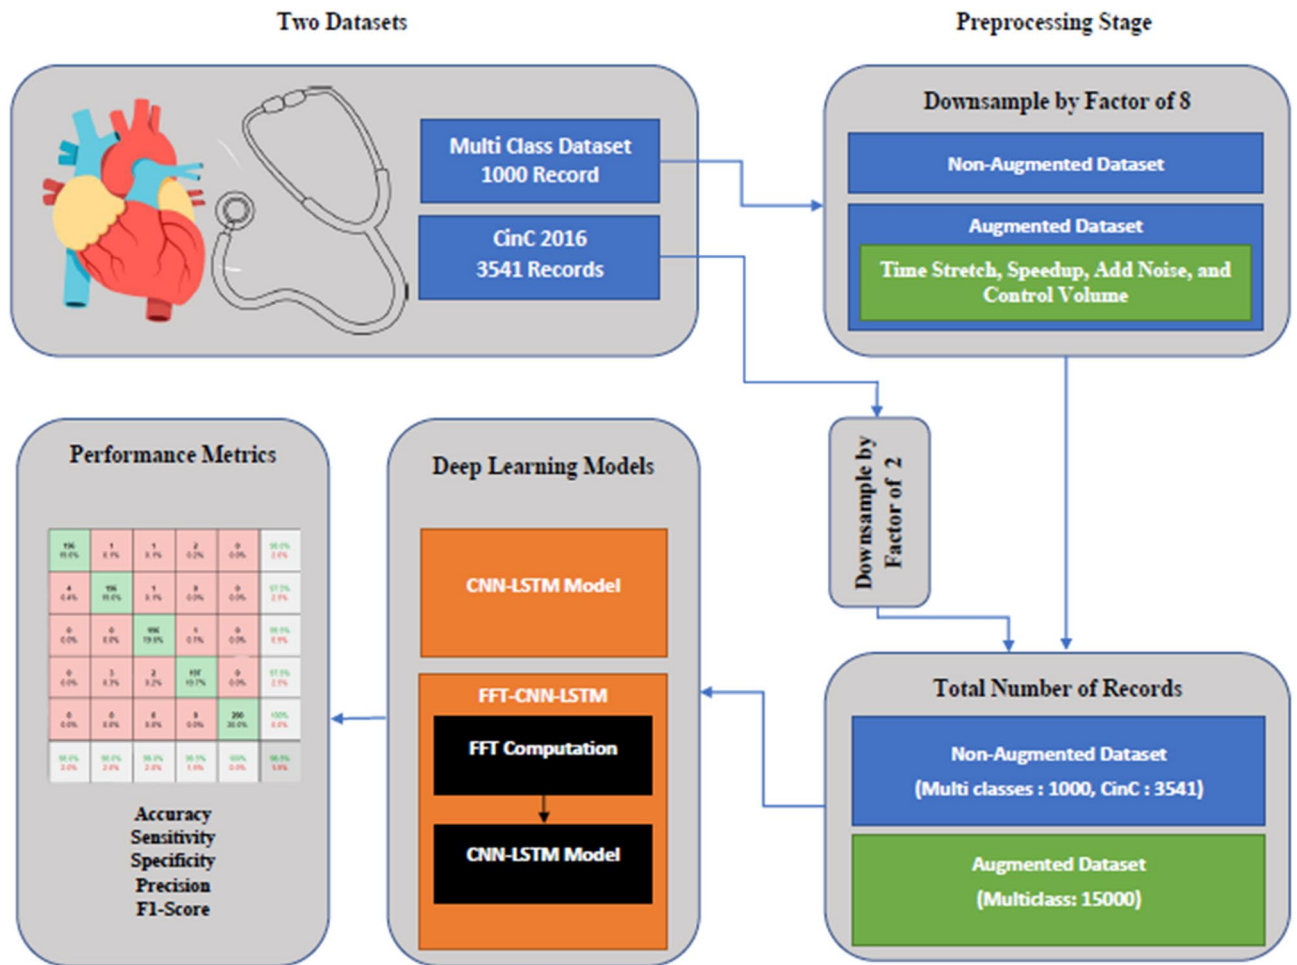 Two Datasets
Preprocessing Stage
Multi Class Dataset
1000 Record
CinC 2016
3541 Records
Downsample by Factor of 8
Non-Augmented Dataset
Augmented Dataset
Time Stretch, Speedup, Add Noise, and
Control Volume
Downsample by
Factor of 2
Total Number of Records
Non-Augmented Dataset
(Multi classes : 1000, CinC : 3541)
Augmented Dataset
(Multiclass: 15000)
Deep Learning Models
CNN-LSTM Model
FFT-CNN-LSTM
FFT Computation
CNN-LSTM Model
Performance Metrics
Accuracy
Sensitivity
Specificity
Precision
F1-Score